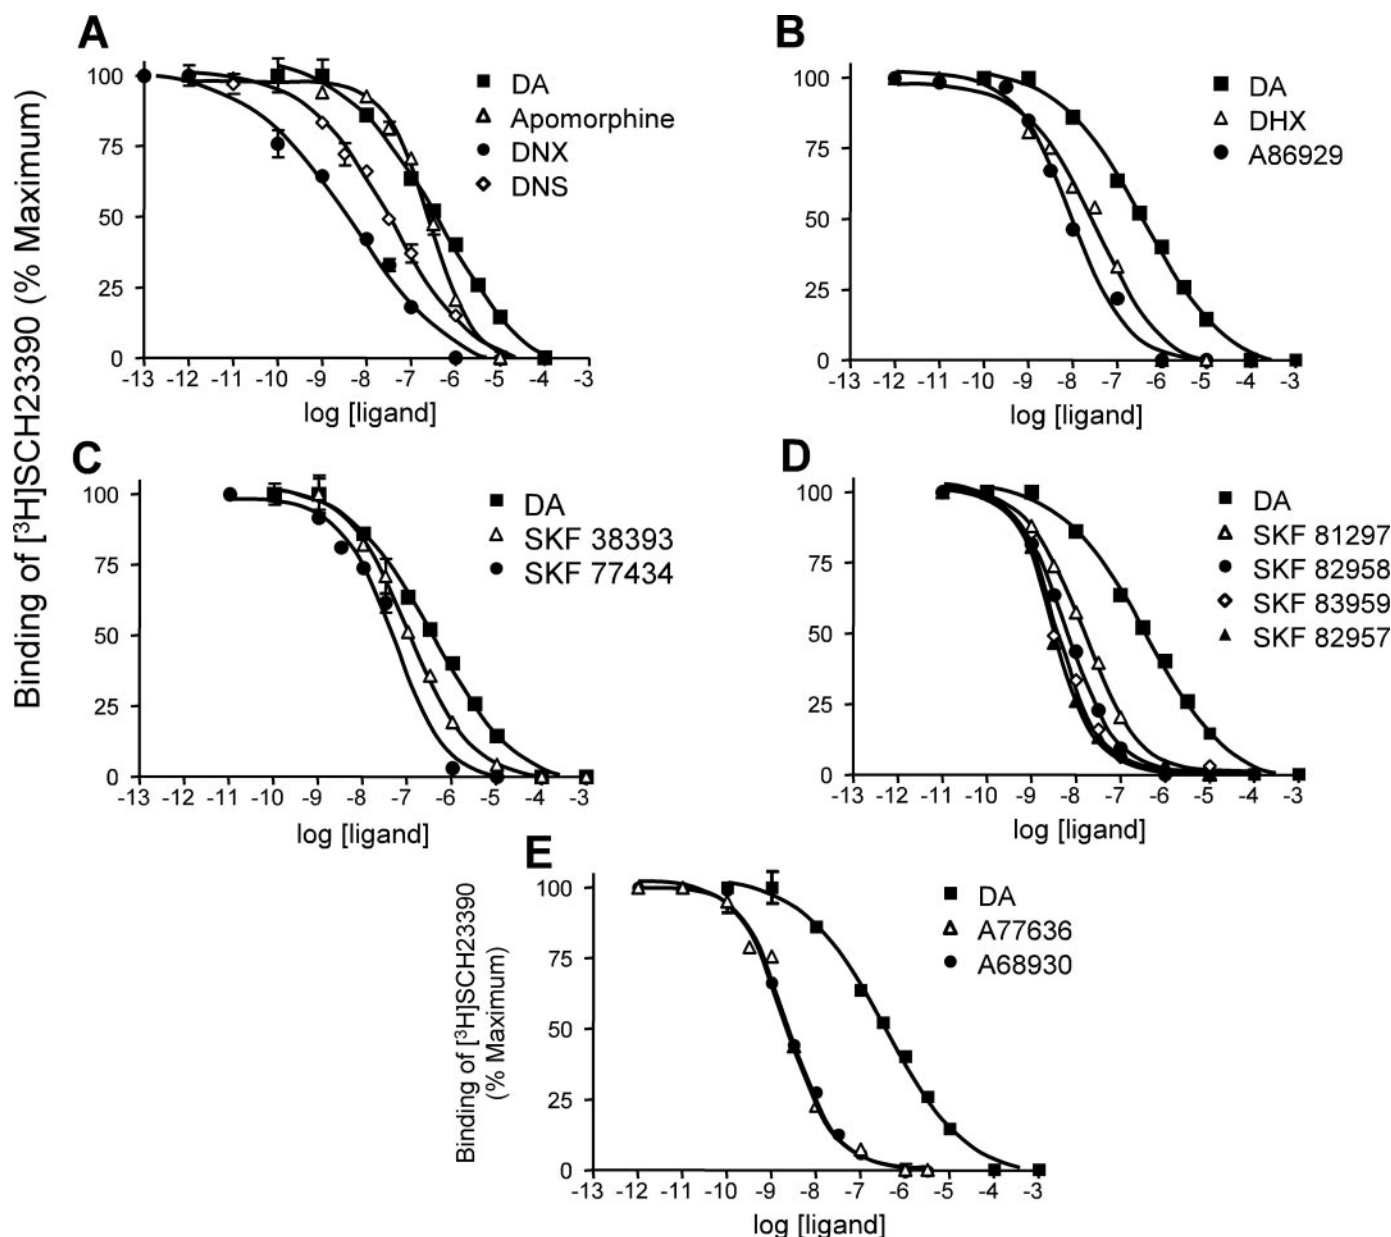 Binding of [³H]SCH23390 (% Maximum)
A
100
75
50
25
0
-13 -12 -11 -10 -9 -8 -7 -6 -5 -4 -3
log [ligand]
DA
Apomorphine
DNX
DNS
B
100
75
50
25
0
-13 -12 -11 -10 -9 -8 -7 -6 -5 -4 -3
log [ligand]
DA
DHX
A86929
C
100
75
50
25
0
-13 -12 -11 -10 -9 -8 -7 -6 -5 -4 -3
log [ligand]
DA
SKF 38393
SKF 77434
D
100
75
50
25
0
-13 -12 -11 -10 -9 -8 -7 -6 -5 -4 -3
log [ligand]
DA
SKF 81297
SKF 82958
SKF 83959
SKF 82957
E
Binding of [³H]SCH23390
(% Maximum)
100
75
50
25
0
-13 -12 -11 -10 -9 -8 -7 -6 -5 -4 -3
log [ligand]
DA
A77636
A68930